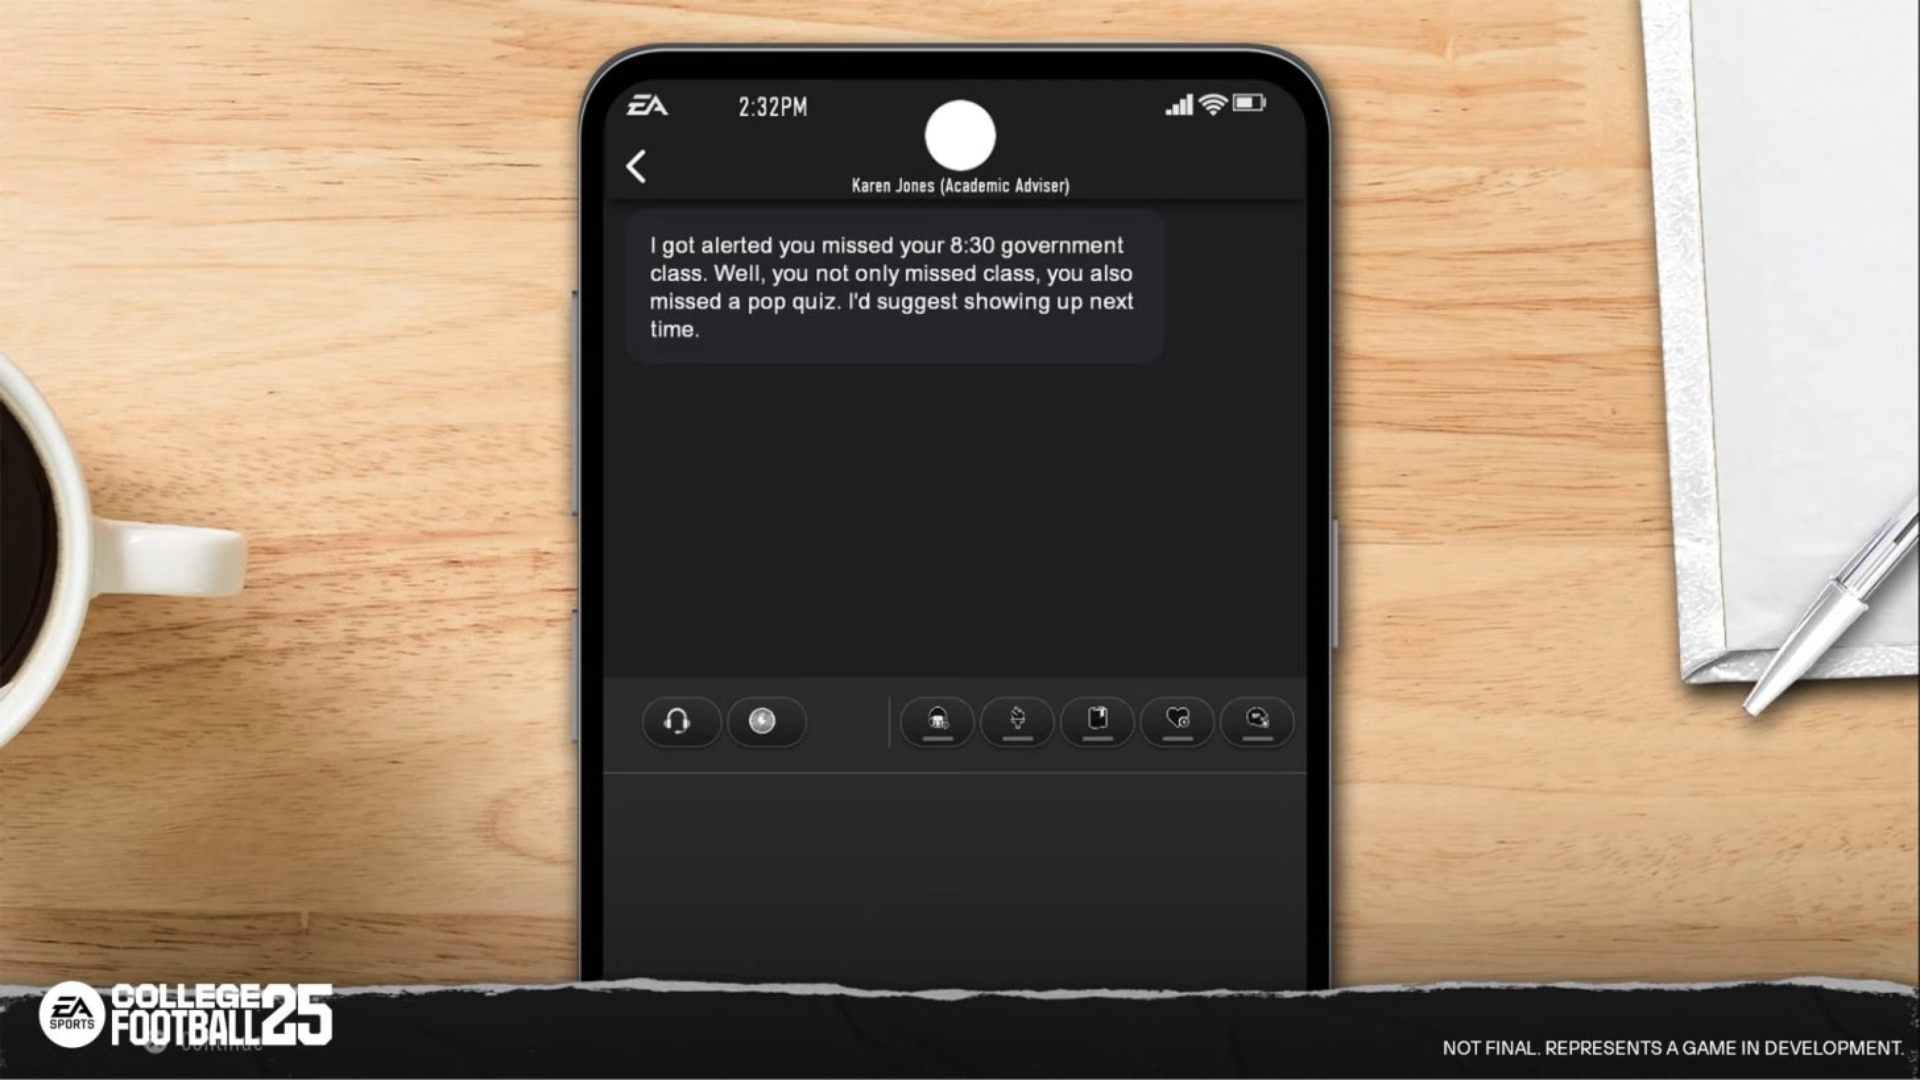 EA
2:32PM
Karen Jones (Academic Adviser)
I got alerted you missed your 8:30 government
class. Well, you not only missed class, you also
missed a pop quiz. I'd suggest showing up next
time.
EA
SPORTS
COLLEGE
FOOTBALL 25
Continue
NOT FINAL. REPRESENTS A GAME IN DEVELOPMENT.